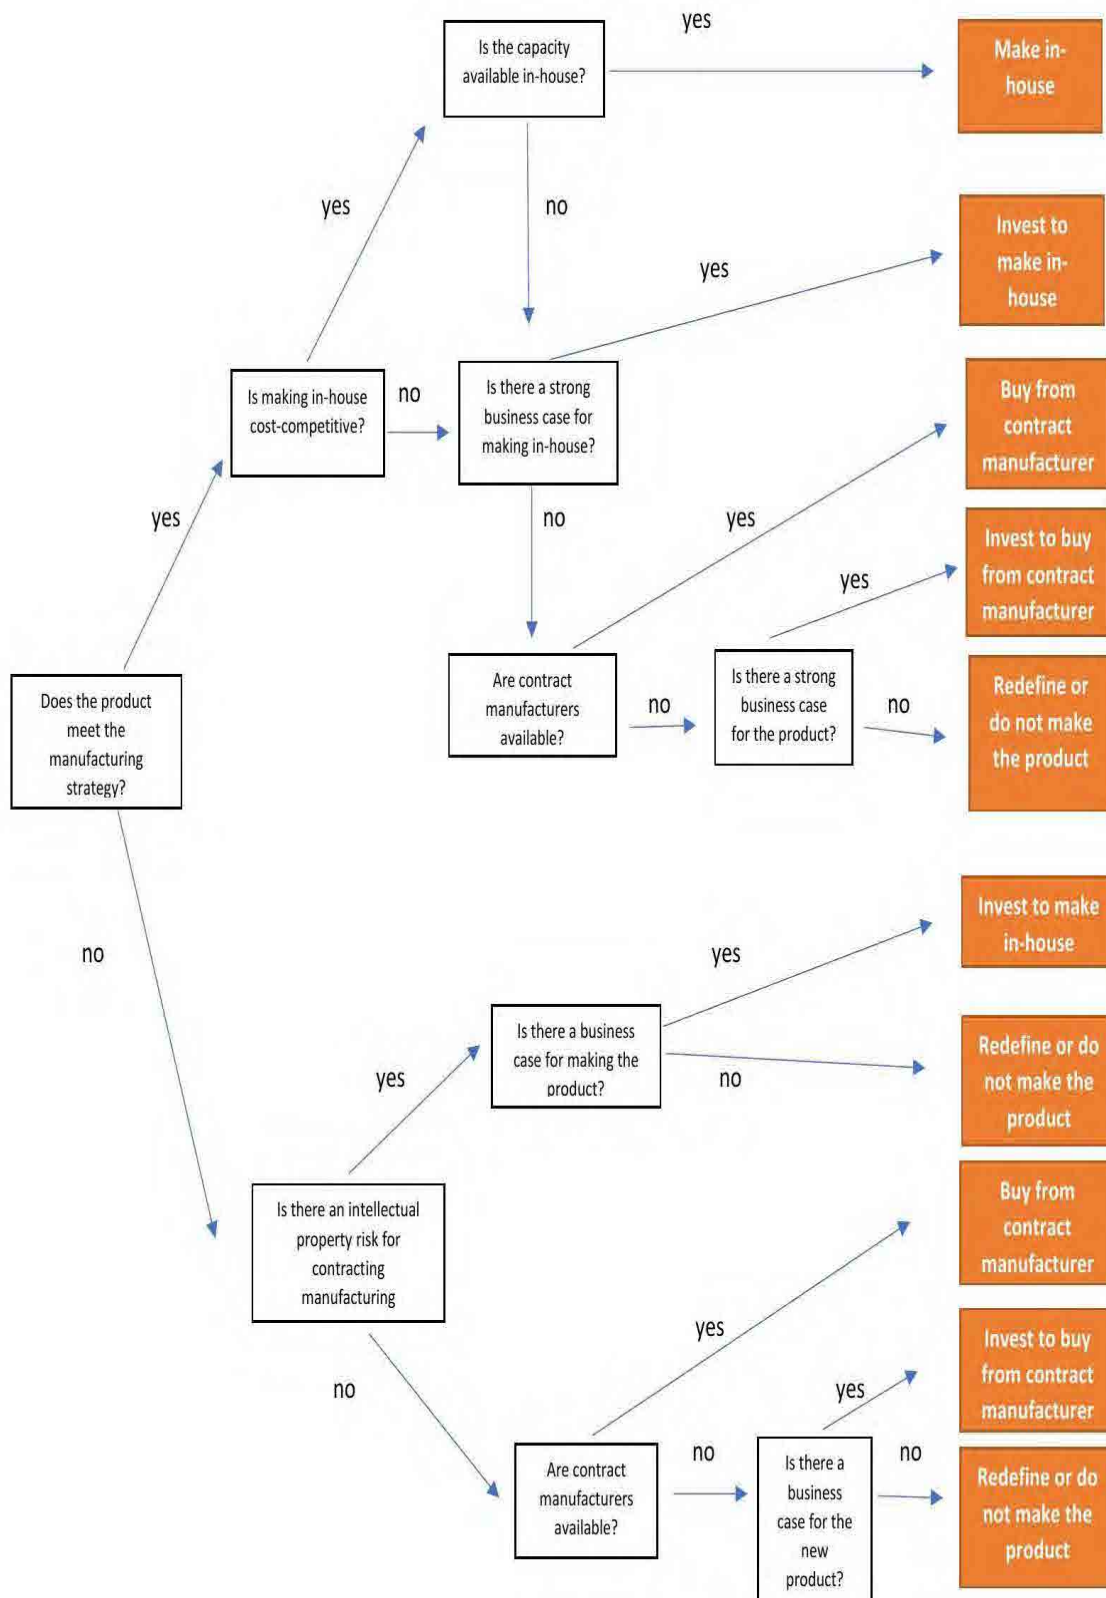 yes
Is the capacity
available in-house?
Make in-
house
yes
no
Invest to
make in-
house
yes
Is making in-house
cost-competitive?
no
Is there a strong
business case for
making in-house?
Buy from
contract
manufacturer
yes
no
yes
Invest to buy
from contract
manufacturer
yes
Does the product
meet the
manufacturing
strategy?
Are contract
manufacturers
available?
no
Is there a strong
business case
for the product?
no
Redefine or
do not make
the product
no
Invest to make
in-house
yes
Is there a business
case for making the
product?
no
Redefine or do
not make the
product
yes
Is there an intellectual
property risk for
contracting
manufacturing
Buy from
contract
manufacturer
yes
no
Invest to buy
from contract
manufacturer
yes
Are contract
manufacturers
available?
no
Is there a
business
case for the
new
product?
no
Redefine or do
not make the
product